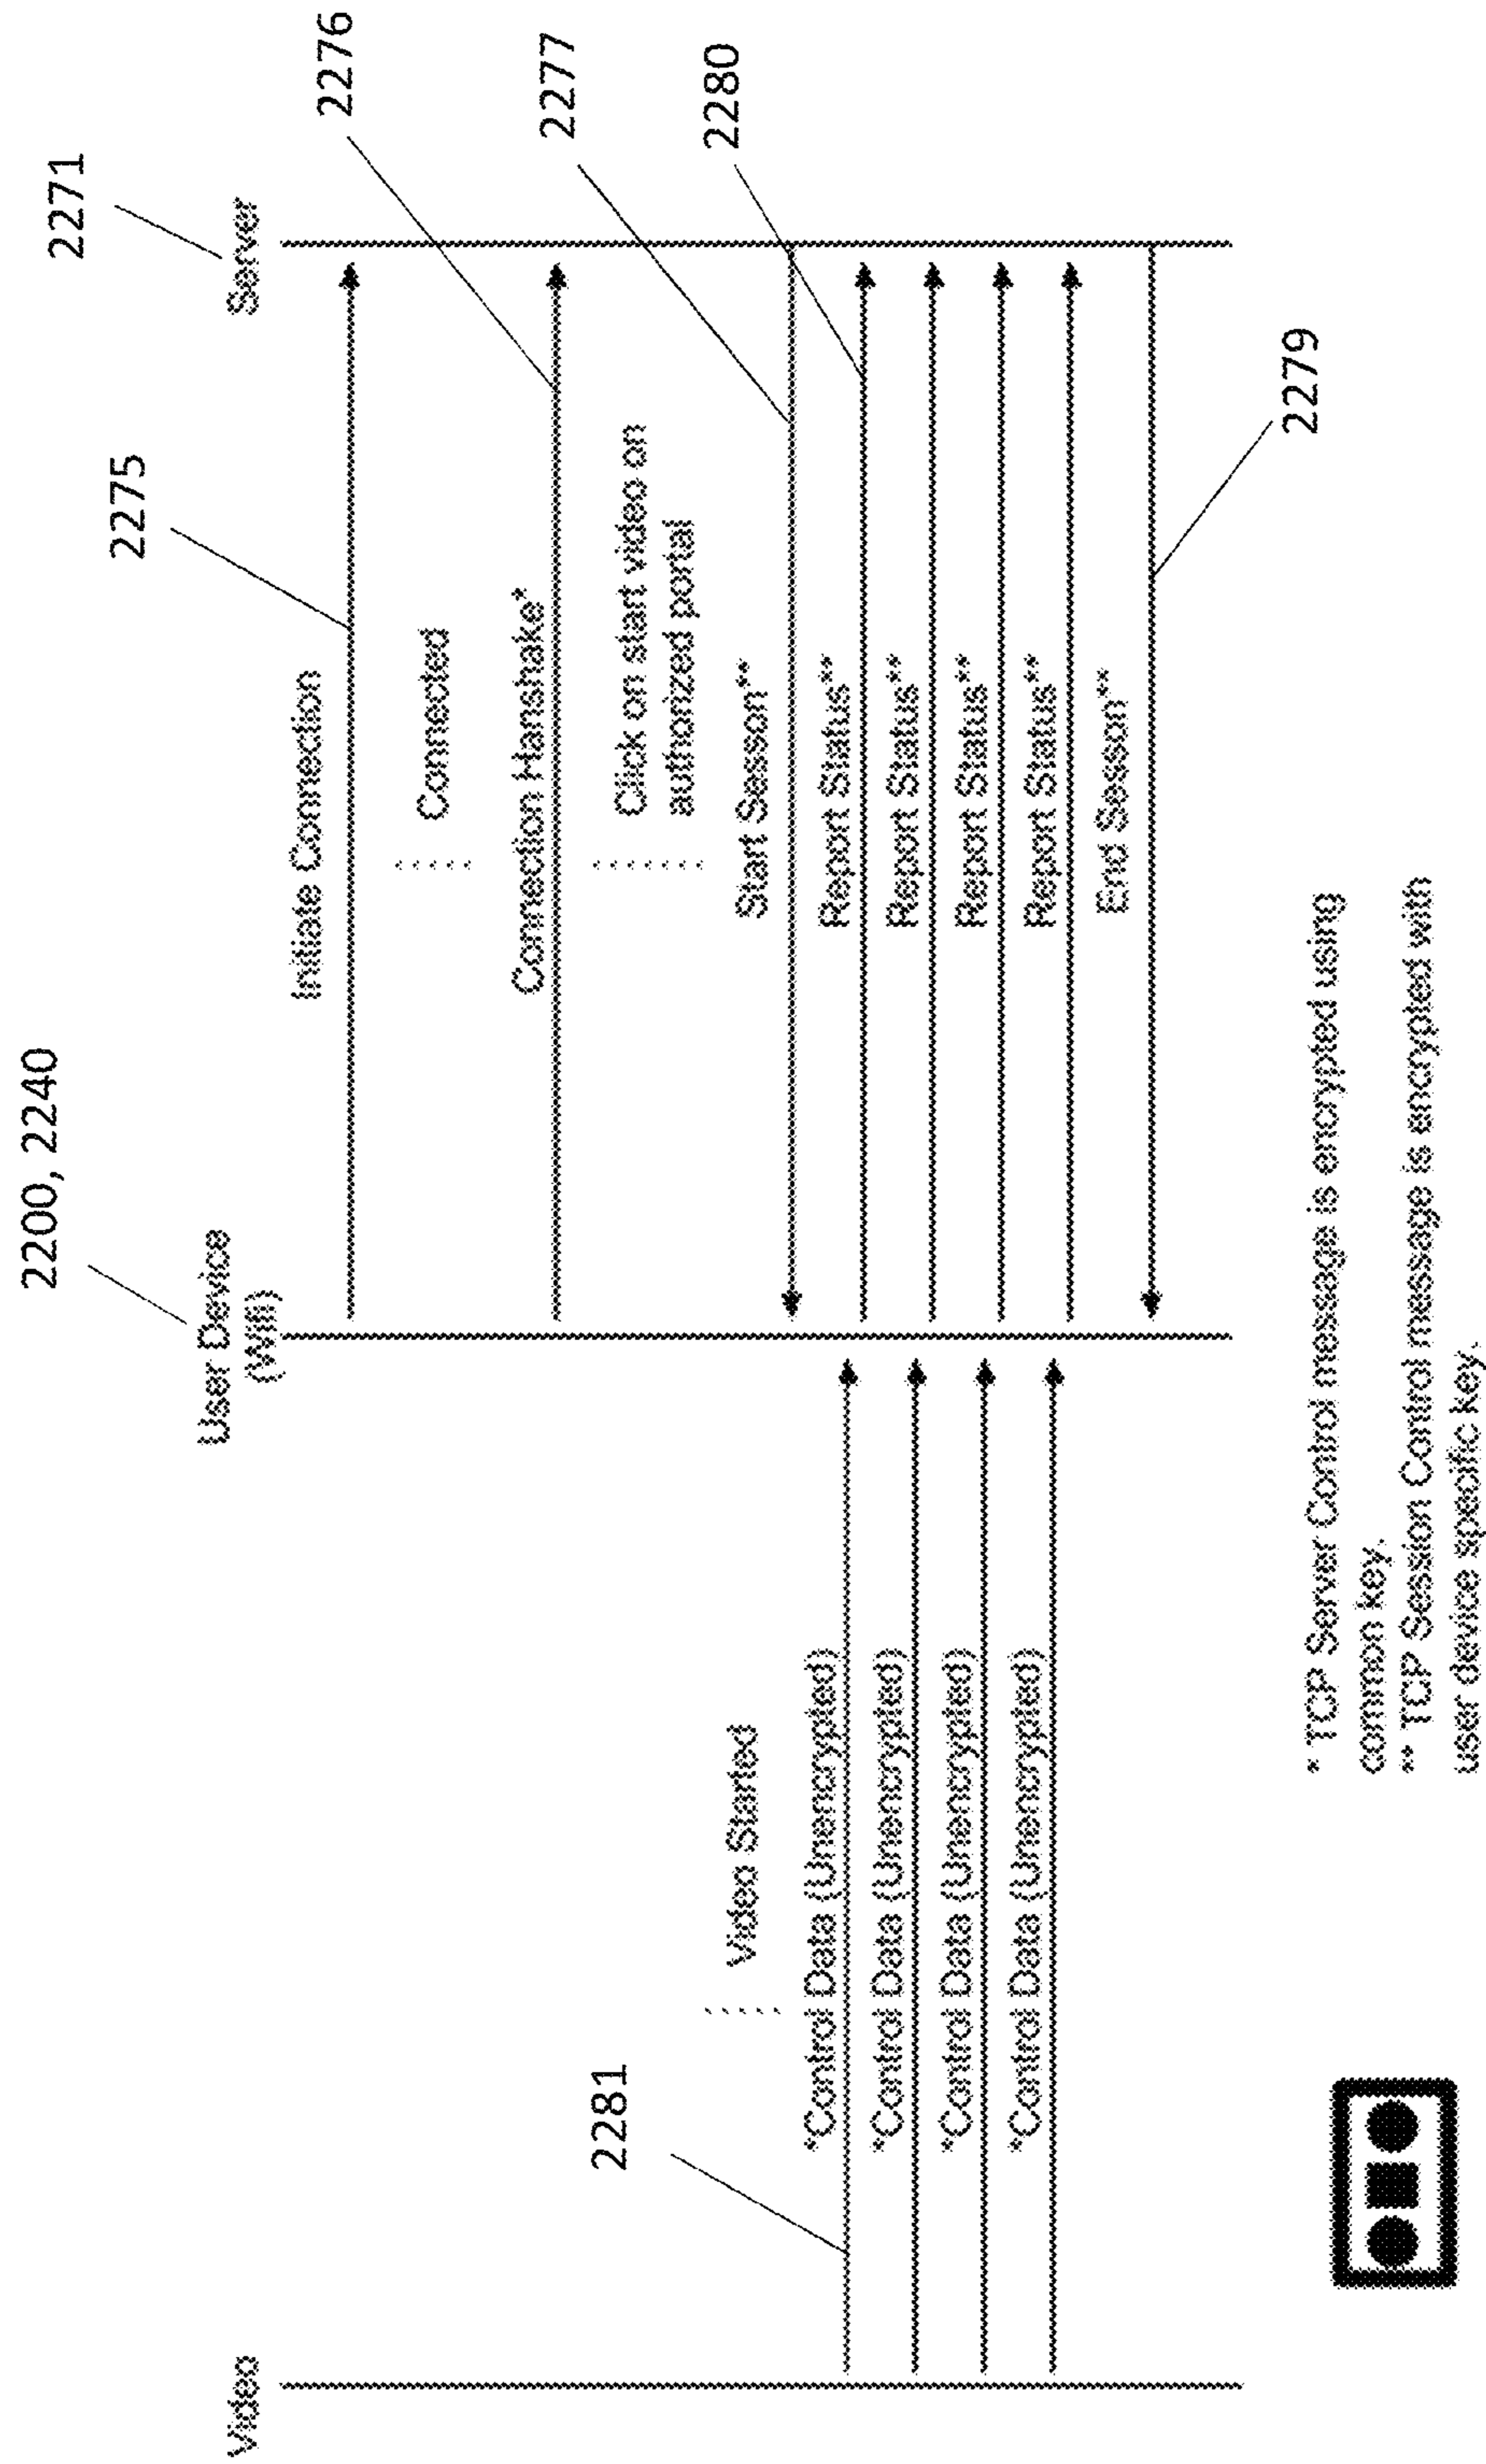 2271
2200, 2240
Video
User Device
(Wifi)
Server
2275
Initiate Connection
2276
Connected
Connection Hanshake*
2277
Click on start video on
authorized portal
2281
2280
Video Started
Start Sesson**
*Control Data (Unencrypted)
Report Status**
*Control Data (Unencrypted)
Report Status**
*Control Data (Unencrypted)
Report Status**
*Control Data (Unencrypted)
Report Status**
End Sesson**
2279
* TCP Server Control message is encrypted using
common key.
** TCP Session Control message is encrypted with
user device specific key.